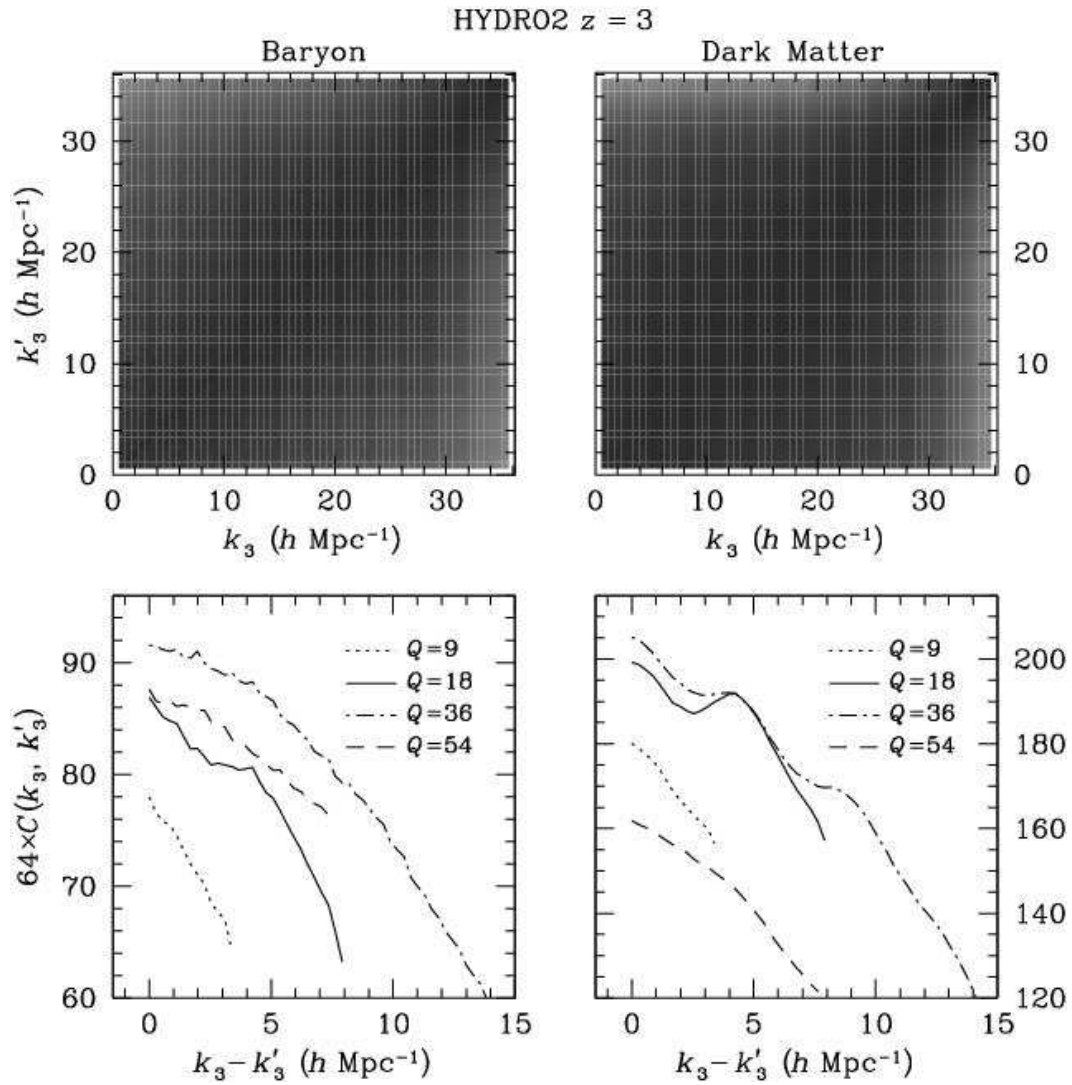 HYDRO2 z = 3
Baryon
Dark Matter
30
20
10
0
30
20
10
0
k′₃ (h Mpc⁻¹)
0 10 20 30
0 10 20 30
k₃ (h Mpc⁻¹)
k₃ (h Mpc⁻¹)
Q=9
Q=18
Q=36
Q=54
Q=9
Q=18
Q=36
Q=54
90
80
70
60
200
180
160
140
120
64×C(k₃, k′₃)
0 5 10 15
0 5 10 15
k₃−k′₃ (h Mpc⁻¹)
k₃−k′₃ (h Mpc⁻¹)